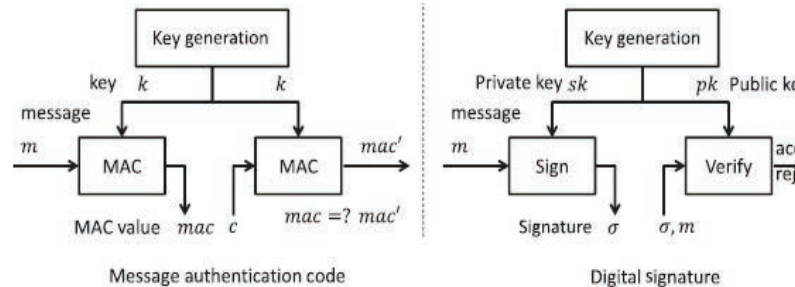 Key generation
key k k
message
m
MAC
MAC
mac′
MAC value mac c
mac =? mac′
Message authentication code
Key generation
Private key sk pk Public
message
m
Sign
Verify
Signature σ σ, m
Digital signature